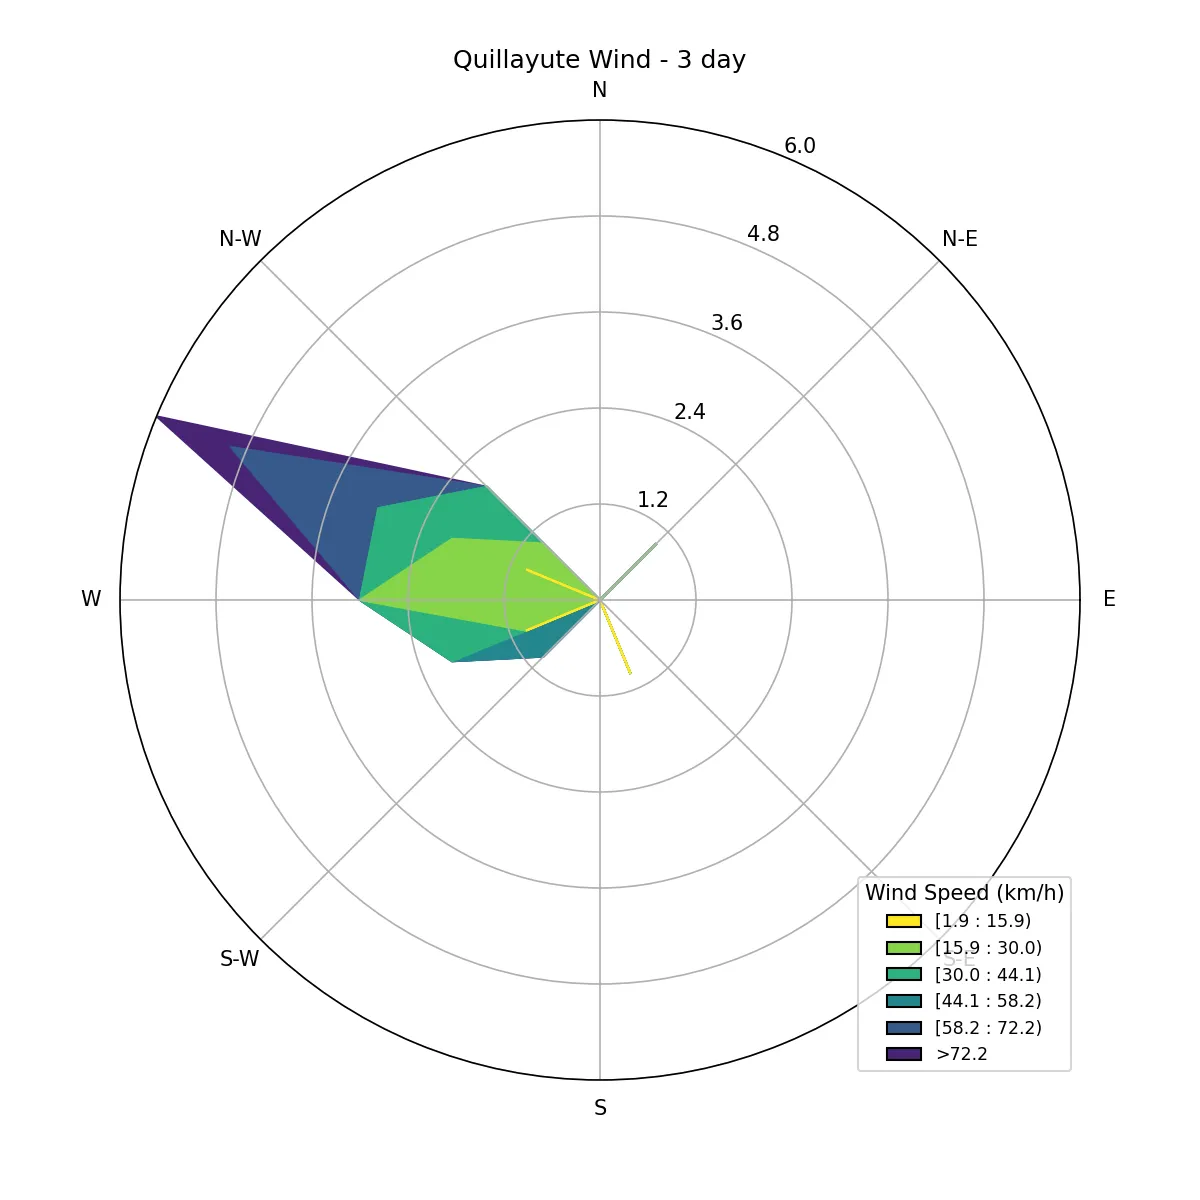 Quillayute Wind - 3 day
N
6.0
N-W
4.8
N-E
3.6
2.4
1.2
W
E
S-W
S-E
S
Wind Speed (km/h)
[1.9 : 15.9)
[15.9 : 30.0)
[30.0 : 44.1)
[44.1 : 58.2)
[58.2 : 72.2)
>72.2